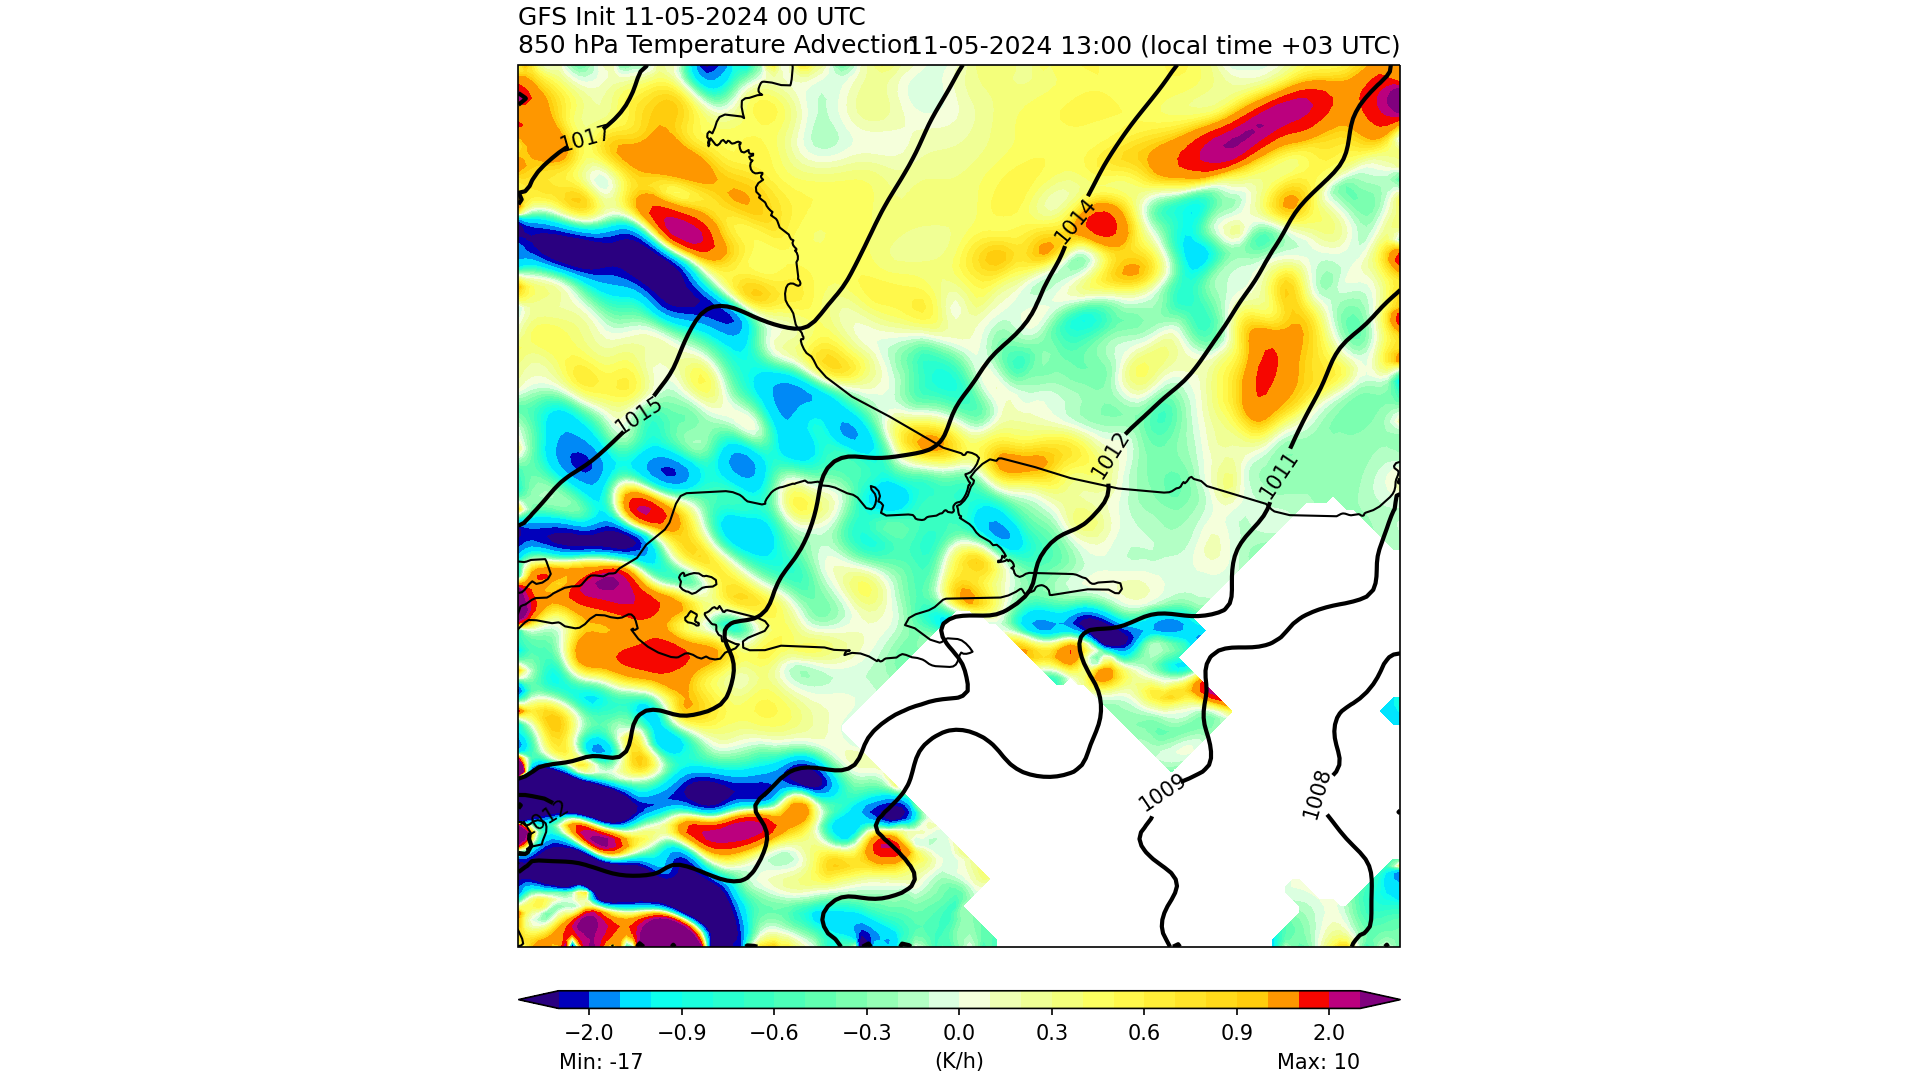 GFS Init 11-05-2024 00 UTC
850 hPa Temperature Advection
11-05-2024 13:00 (local time +03 UTC)
1017
1014
1015
1012
1011
1009
1008
1012
−2.0 −0.9 −0.6 −0.3 0.0 0.3 0.6 0.9 2.0
Min: -17 (K/h) Max: 10